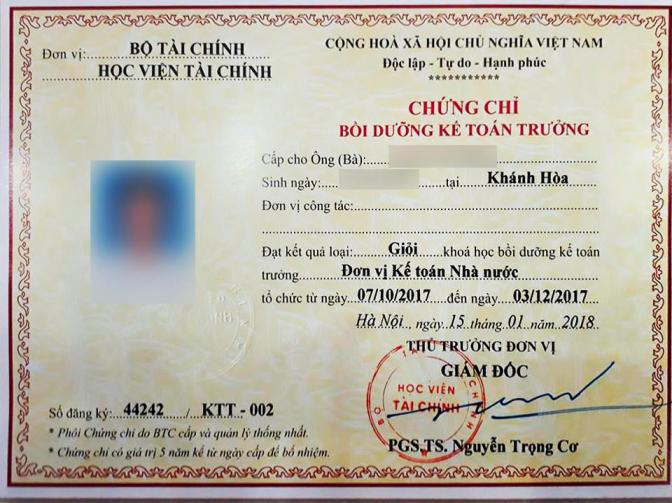 Đơn vị: BỘ TÀI CHÍNH
HỌC VIỆN TÀI CHÍNH
CỘNG HOÀ XÃ HỘI CHỦ NGHĨA VIỆT NAM
Độc lập - Tự do - Hạnh phúc
***********
CHỨNG CHỈ
BỒI DƯỠNG KẾ TOÁN TRƯỞNG
Cấp cho Ông (Bà):
Sinh ngày: tại Khánh Hòa
Đơn vị công tác:
Đạt kết quả loại: Giỏi khoá học bồi dưỡng kế toán
trưởng Đơn vị Kế toán Nhà nước
tổ chức từ ngày 07/10/2017 đến ngày 03/12/2017
Hà Nội, ngày 15 tháng 01 năm 2018
THỦ TRƯỞNG ĐƠN VỊ
GIÁM ĐỐC
HỌC VIỆN
TÀI CHÍNH
PGS.TS. Nguyễn Trọng Cơ
Số đăng ký: 44242 / KTT - 002
* Phôi Chứng chỉ do BTC cấp và quản lý thống nhất.
* Chứng chỉ có giá trị 5 năm kể từ ngày cấp để bổ nhiệm.